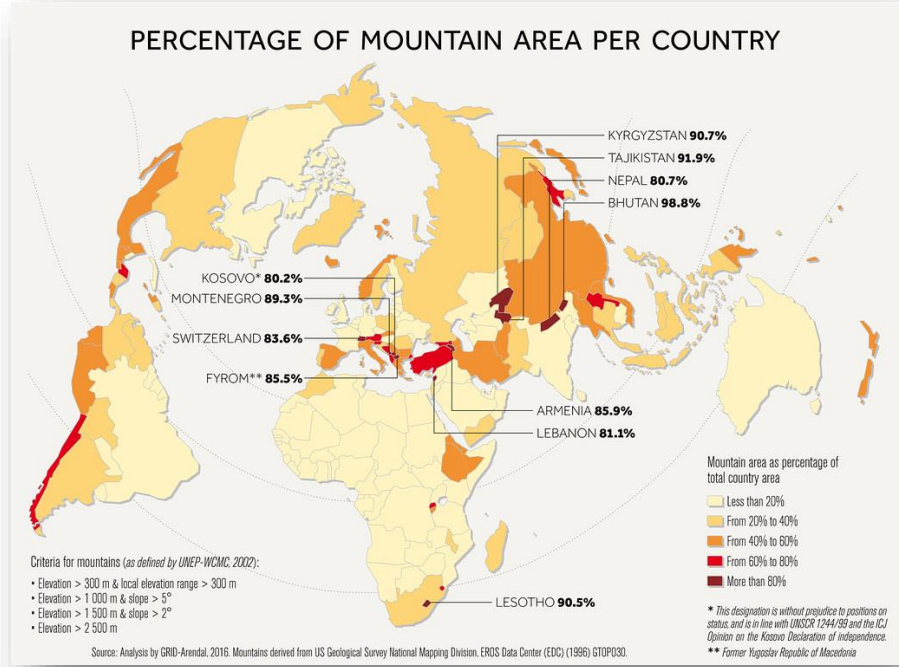 PERCENTAGE OF MOUNTAIN AREA PER COUNTRY
KYRGYZSTAN 90.7%
TAJIKISTAN 91.9%
NEPAL 80.7%
BHUTAN 98.8%
KOSOVO* 80.2%
MONTENEGRO 89.3%
SWITZERLAND 83.6%
FYROM** 85.5%
ARMENIA 85.9%
LEBANON 81.1%
Mountain area as percentage of
total country area
Less than 20%
From 20% to 40%
From 40% to 60%
From 60% to 80%
More than 80%
Criteria for mountains (as defined by UNEP-WCMC, 2002):
• Elevation > 300 m & local elevation range > 300 m
• Elevation > 1 000 m & slope > 5°
• Elevation > 1 500 m & slope > 2°
• Elevation > 2 500 m
LESOTHO 90.5%
* This designation is without prejudice to positions on
status, and is in line with UNSCR 1244/99 and the ICJ
Opinion on the Kosovo Declaration of Independence.
** Former Yugoslav Republic of Macedonia
Source: Analysis by GRID-Arendal, 2016. Mountains derived from US Geological Survey National Mapping Division, EROS Data Center (EDC) (1996) GTOPO30.